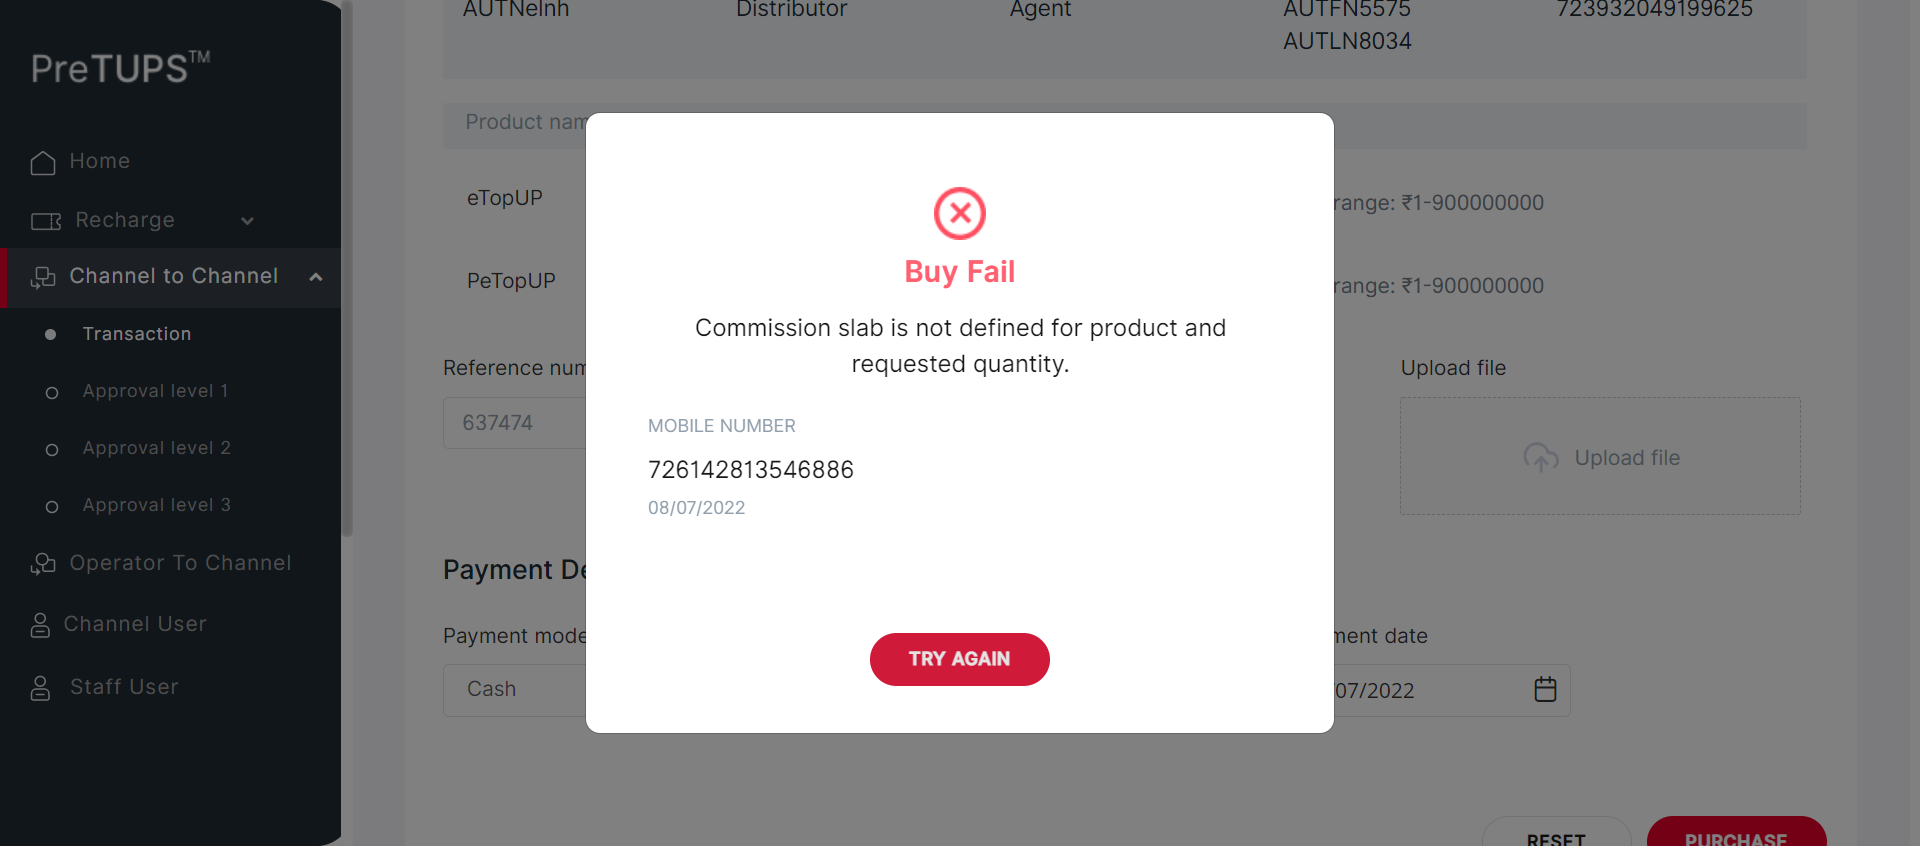 PreTUPS™
Home
Recharge
Channel to Channel
Transaction
Approval level 1
Approval level 2
Approval level 3
Operator To Channel
Channel User
Staff User
AUTNelnh Distributor Agent AUTFN5575 723932049199625
AUTLN8034
Product nam
eTopUP range: ₹1-900000000
PeTopUP range: ₹1-900000000
Reference num Upload file
637474 Upload file
Payment De
Payment mode ment date
Cash 07/2022
RESET PURCHASE
Buy Fail
Commission slab is not defined for product and
requested quantity.
MOBILE NUMBER
726142813546886
08/07/2022
TRY AGAIN